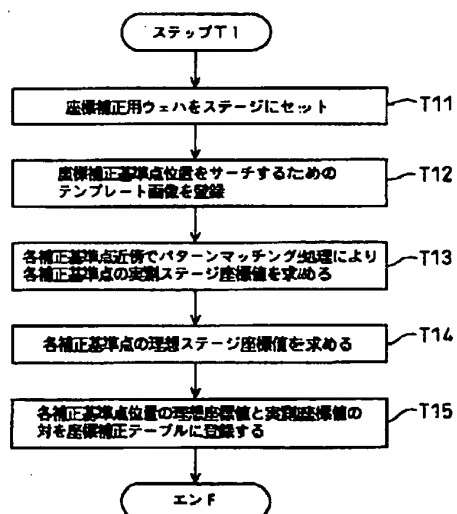 ステップT1
座標補正用ウェハをステージにセット
T11
座標補正基準点位置をサーチするための
テンプレート画像を登録
T12
各補正基準点近傍でパターンマッチング処理により
各補正基準点の実測ステージ座標値を求める
T13
各補正基準点の理想ステージ座標値を求める
T14
各補正基準点位置の理想座標値と実測座標値の
対を座標補正テーブルに登録する
T15
エンド